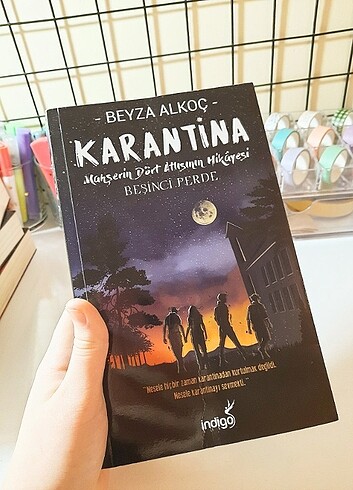 - BEYZA ALKOÇ -
KARANTİNA
Mahşerin Dört Atlısının Hikâyesi
BEŞİNCİ PERDE
"Mesele hiçbir zaman karantinadan kurtulmak değildi.
Mesele karantinayı sevmekti..."
indigo